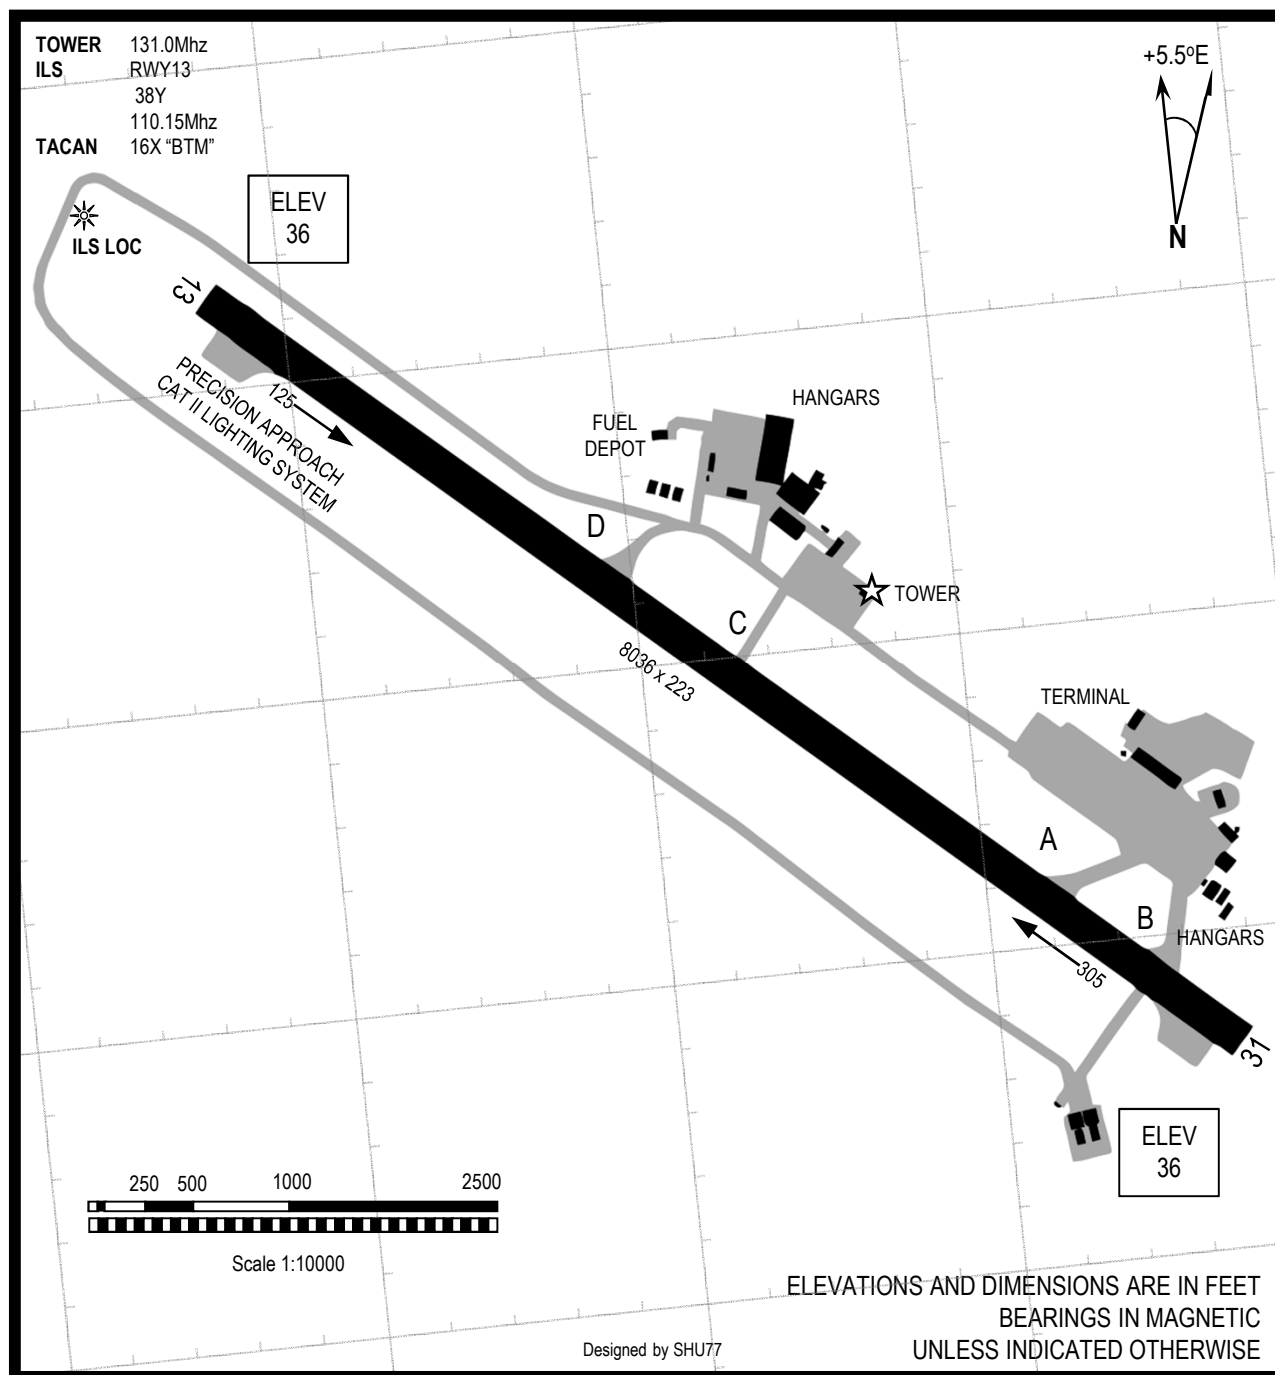 TOWER 131.0Mhz
ILS RWY13
38Y
110.15Mhz
TACAN 16X “BTM”
+5.5ºE
N
ELEV
36
ILS LOC
13
125
PRECISION APPROACH
CAT II LIGHTING SYSTEM
HANGARS
FUEL
DEPOT
D
TOWER
C
8036 x 223
TERMINAL
A
B
HANGARS
305
31
ELEV
36
250 500 1000 2500
Scale 1:10000
ELEVATIONS AND DIMENSIONS ARE IN FEET
BEARINGS IN MAGNETIC
UNLESS INDICATED OTHERWISE
Designed by SHU77